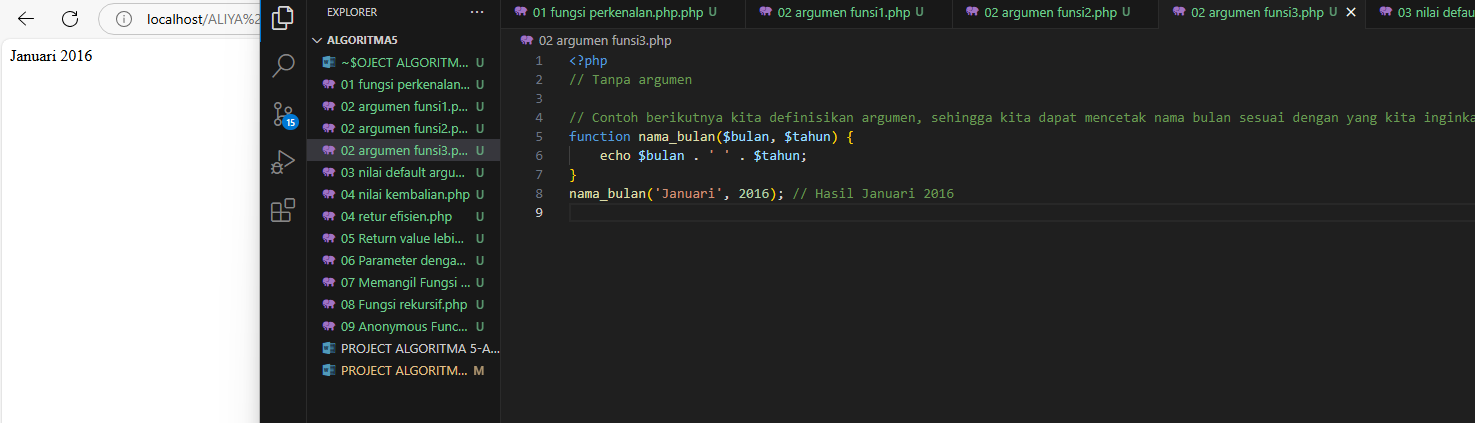 localhost/ALIYA%2
Januari 2016
EXPLORER
ALGORITMA5
~$OJECT ALGORITM... U
01 fungsi perkenalan... U
02 argumen funsi1.p... U
02 argumen funsi2.p... U
02 argumen funsi3.p... U
03 nilai default argu... U
04 nilai kembalian.php U
04 retur efisien.php U
05 Return value lebi... U
06 Parameter denga... U
07 Memangil Fungsi ... U
08 Fungsi rekursif.php U
09 Anonymous Func... U
PROJECT ALGORITMA 5-A...
PROJECT ALGORITM... M
15
01 fungsi perkenalan.php.php U
02 argumen funsi1.php U
02 argumen funsi2.php U
02 argumen funsi3.php U
03 nilai defau
02 argumen funsi3.php
1 <?php
2 // Tanpa argumen
3
4 // Contoh berikutnya kita definisikan argumen, sehingga kita dapat mencetak nama bulan sesuai dengan yang kita inginka
5 function nama_bulan($bulan, $tahun) {
6 echo $bulan . ' ' . $tahun;
7 }
8 nama_bulan('Januari', 2016); // Hasil Januari 2016
9